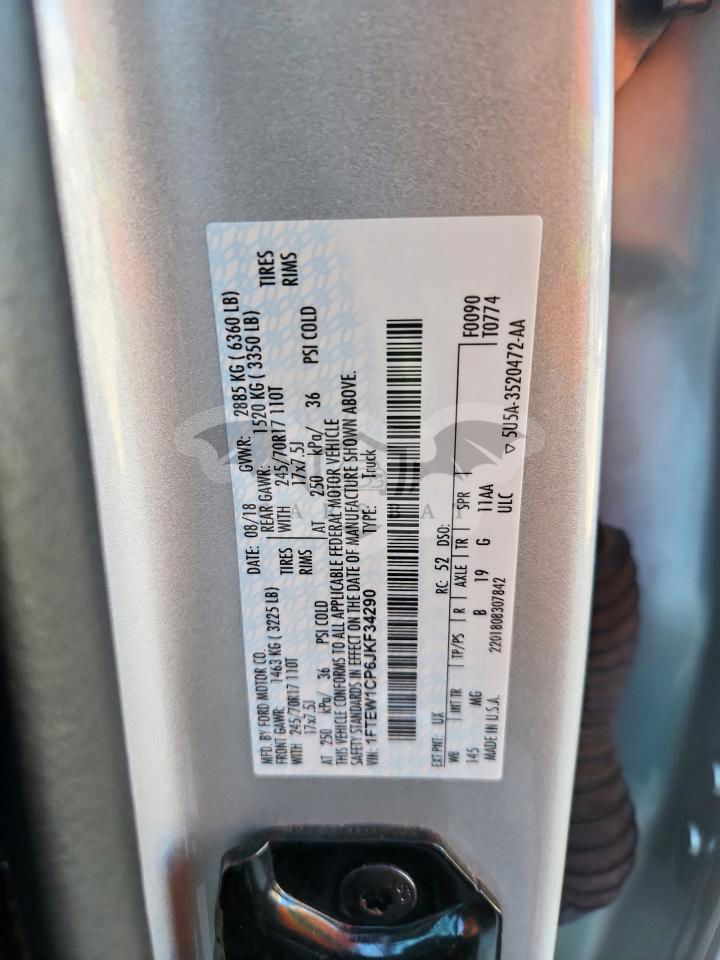 MFD. BY FORD MOTOR CO. DATE: 08/18 GVWR: 2885 KG ( 6360 LB)
FRONT GAWR: 1463 KG ( 3225 LB) REAR GAWR: 1520 KG ( 3350 LB)
WITH 245/70R17 110T TIRES WITH 245/70R17 110T TIRES
17x7.5J RIMS 17x7.5J RIMS
AT 250 kPa/ 36 PSI COLD AT 250 kPa/ 36 PSI COLD
THIS VEHICLE CONFORMS TO ALL APPLICABLE FEDERAL MOTOR VEHICLE
SAFETY STANDARDS IN EFFECT ON THE DATE OF MANUFACTURE SHOWN ABOVE.
VIN: 1FTEW1CP6JKF34290 TYPE: Truck
EXT PNT: UX RC: 52 DSO: F0090
WB INT TR TP/PS R AXLE TR SPR T0774
145 MG B 19 G 11AA
MADE IN U.S.A. 2201808307842 ULC ▽ 5U5A-3520472-AA